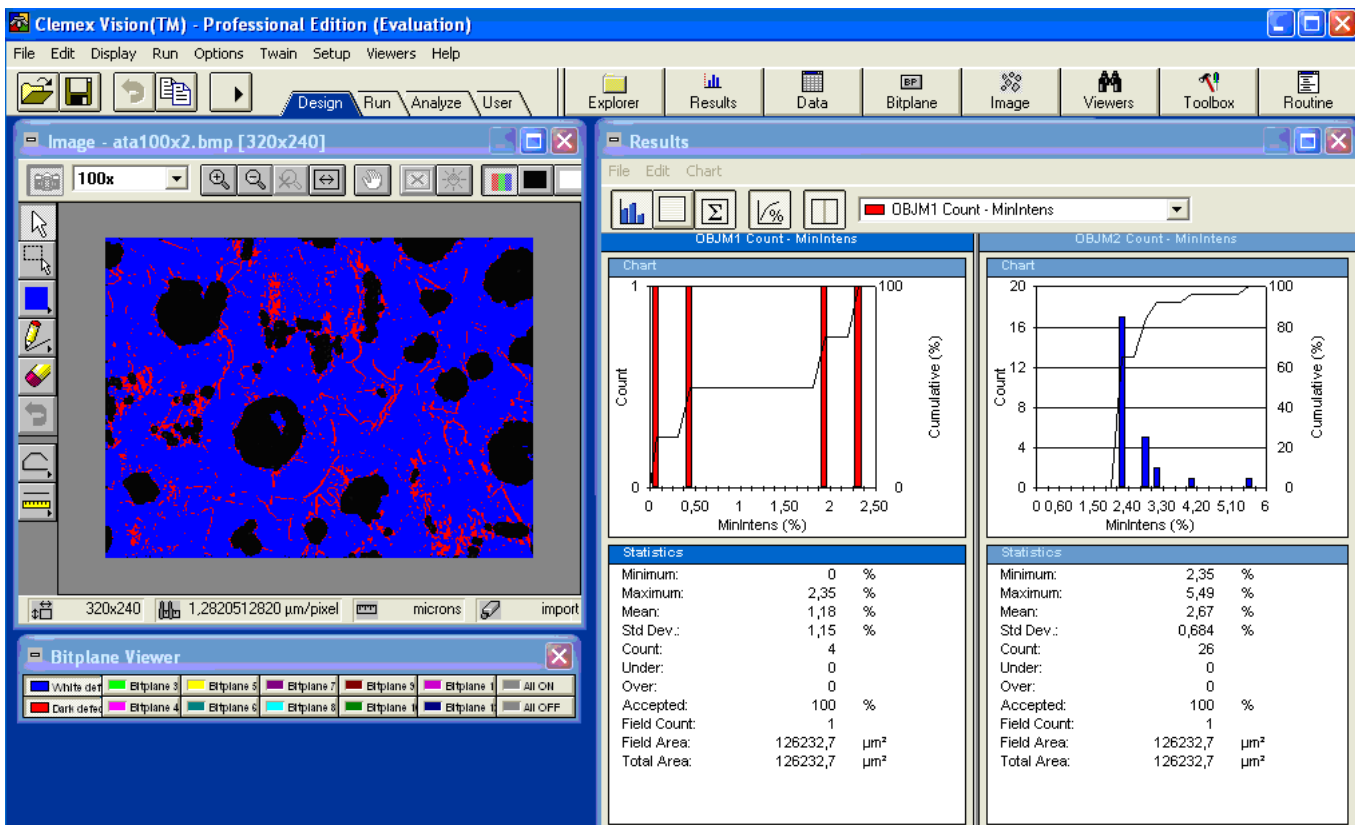 Clemex Vision(TM) - Professional Edition (Evaluation)
File Edit Display Run Options Twain Setup Viewers Help
Design Run Analyze User
Explorer Results Data BP Bitplane Image Viewers Toolbox Routine
Image - ata100x2.bmp [320x240]
100x
320x240 1,2820512820 µm/pixel microns import
Bitplane Viewer
White def Bitplane 3 Bitplane 5 Bitplane 7 Bitplane 9 Bitplane 1 All ON
Dark defec Bitplane 4 Bitplane 6 Bitplane 8 Bitplane 1 Bitplane 1 All OFF
Results
File Edit Chart
Σ % OBJM1 Count - MinIntens
OBJM1 Count - MinIntens
Chart
1 100
Count
Cumulative (%)
0 0
0 0,50 1 1,50 2 2,50
MinIntens (%)
Statistics
Minimum: 0 %
Maximum: 2,35 %
Mean: 1,18 %
Std Dev.: 1,15 %
Count: 4
Under: 0
Over: 0
Accepted: 100 %
Field Count: 1
Field Area: 126232,7 µm²
Total Area: 126232,7 µm²
OBJM2 Count - MinIntens
Chart
20 100
16 80
12 60
8 40
4 20
0 0
Count
Cumulative (%)
0 0,60 1,50 2,40 3,30 4,20 5,10 6
MinIntens (%)
Statistics
Minimum: 2,35 %
Maximum: 5,49 %
Mean: 2,67 %
Std Dev.: 0,684 %
Count: 26
Under: 0
Over: 0
Accepted: 100 %
Field Count: 1
Field Area: 126232,7 µm²
Total Area: 126232,7 µm²